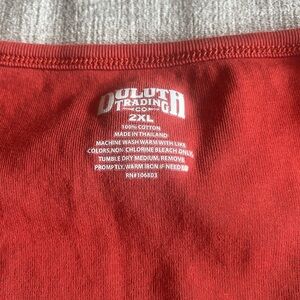 DULUTH
TRADING
CO
2XL
100% COTTON
MADE IN THAILAND
MACHINE WASH WARM WITH LIKE
COLORS, NON-CHLORINE BLEACH ONLY,
TUMBLE DRY MEDIUM, REMOVE
PROMPTLY, WARM IRON IF NEEDED
RN#106803